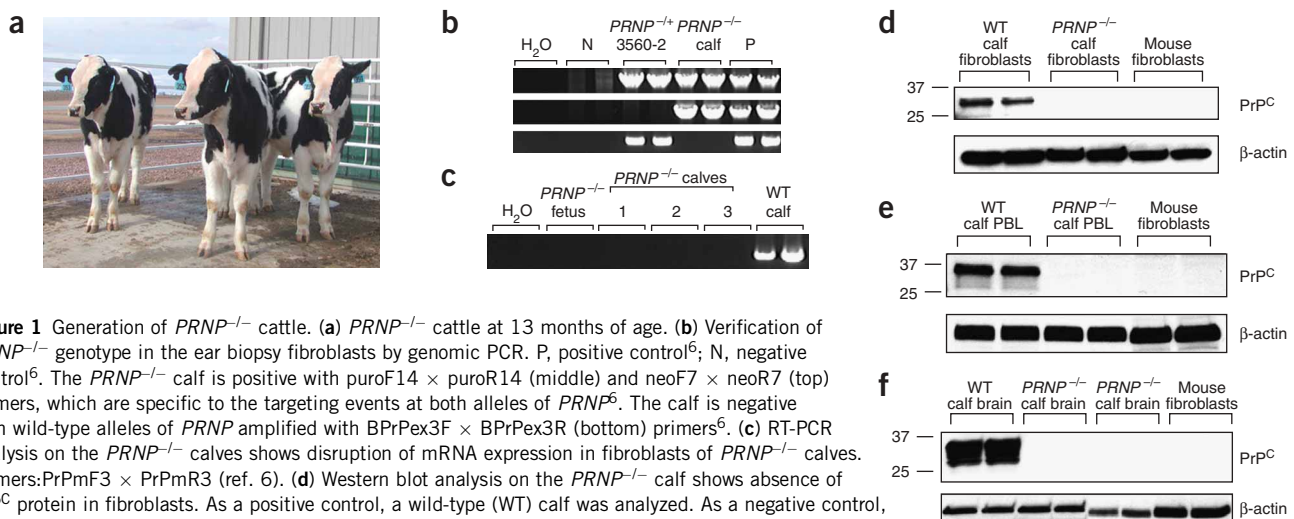 a
b
PRNP–/+ PRNP–/–
H2O N 3560-2 calf P
c
PRNP–/– PRNP–/– calves WT
H2O fetus 1 2 3 calf
d
WT PRNP–/– Mouse
calf calf fibroblasts
fibroblasts fibroblasts
37
25
PrPC
β-actin
e
WT PRNP–/– Mouse
calf PBL calf PBL fibroblasts
37
25
PrPC
β-actin
f
WT PRNP–/– PRNP–/– Mouse
calf brain calf brain calf brain fibroblasts
37
25
PrPC
β-actin
ure 1 Generation of PRNP–/– cattle. (a) PRNP–/– cattle at 13 months of age. (b) Verification of
NP–/– genotype in the ear biopsy fibroblasts by genomic PCR. P, positive control6; N, negative
trol6. The PRNP–/– calf is positive with puroF14 × puroR14 (middle) and neoF7 × neoR7 (top)
mers, which are specific to the targeting events at both alleles of PRNP6. The calf is negative
wild-type alleles of PRNP amplified with BPrPex3F × BPrPex3R (bottom) primers6. (c) RT-PCR
lysis on the PRNP–/– calves shows disruption of mRNA expression in fibroblasts of PRNP–/– calves.
mers:PrPmF3 × PrPmR3 (ref. 6). (d) Western blot analysis on the PRNP–/– calf shows absence of
C protein in fibroblasts. As a positive control, a wild-type (WT) calf was analyzed. As a negative control,